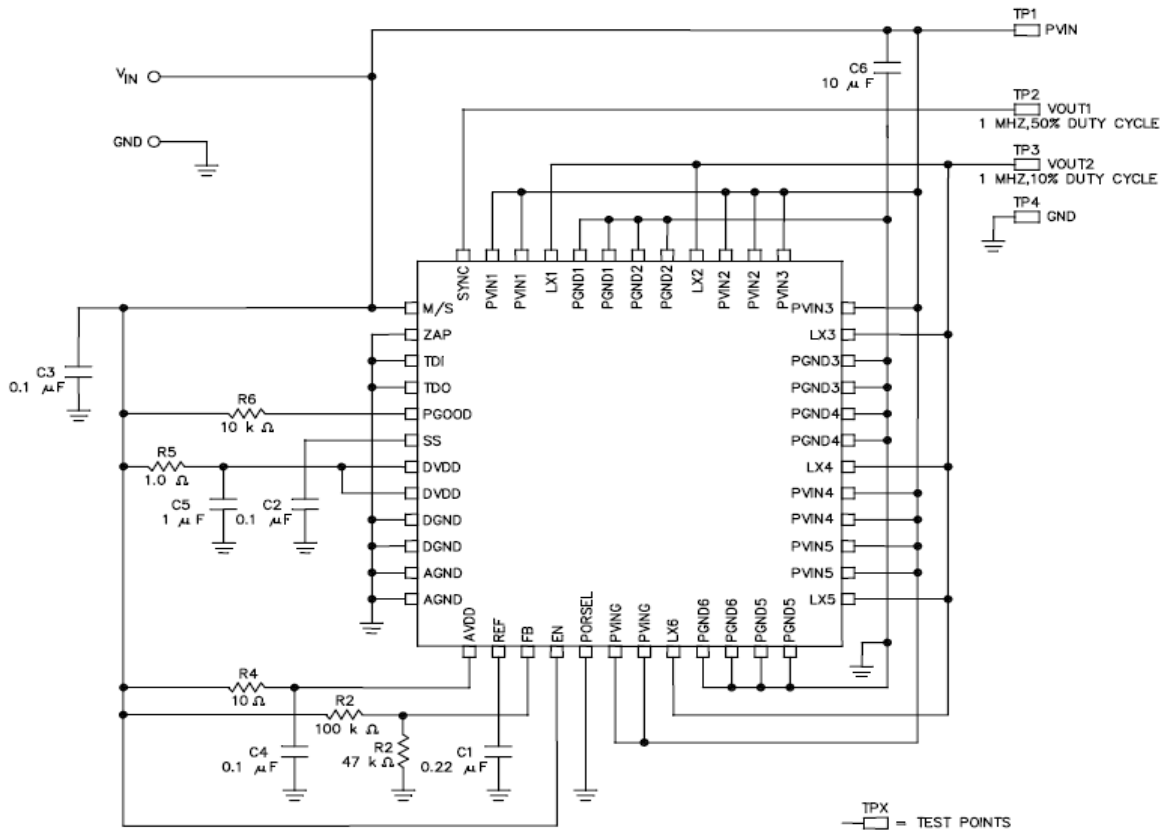 TP1
PVIN
VIN
C6
10 μF
TP2
VOUT1
1 MHZ,50% DUTY CYCLE
GND
TP3
VOUT2
1 MHZ,10% DUTY CYCLE
TP4
GND
SYNC
PVIN1
PVIN1
LX1
PGND1
PGND1
PGND2
PGND2
LX2
PVIN2
PVIN2
PVIN3
M/S
ZAP
TDI
TDO
PGOOD
SS
DVDD
DVDD
DGND
DGND
AGND
AGND
PVIN3
LX3
PGND3
PGND3
PGND4
PGND4
LX4
PVIN4
PVIN4
PVIN5
PVIN5
LX5
C3
0.1 μF
R6
10 k Ω
R5
1.0 Ω
C5
1 μF
C2
0.1 μF
AVDD
REF
FB
EN
PORSEL
PVING
PVING
LX6
PGND6
PGND6
PGND5
PGND5
R4
10 Ω
R2
100 k Ω
C4
0.1 μF
R2
47 k Ω
C1
0.22 μF
TPX
= TEST POINTS